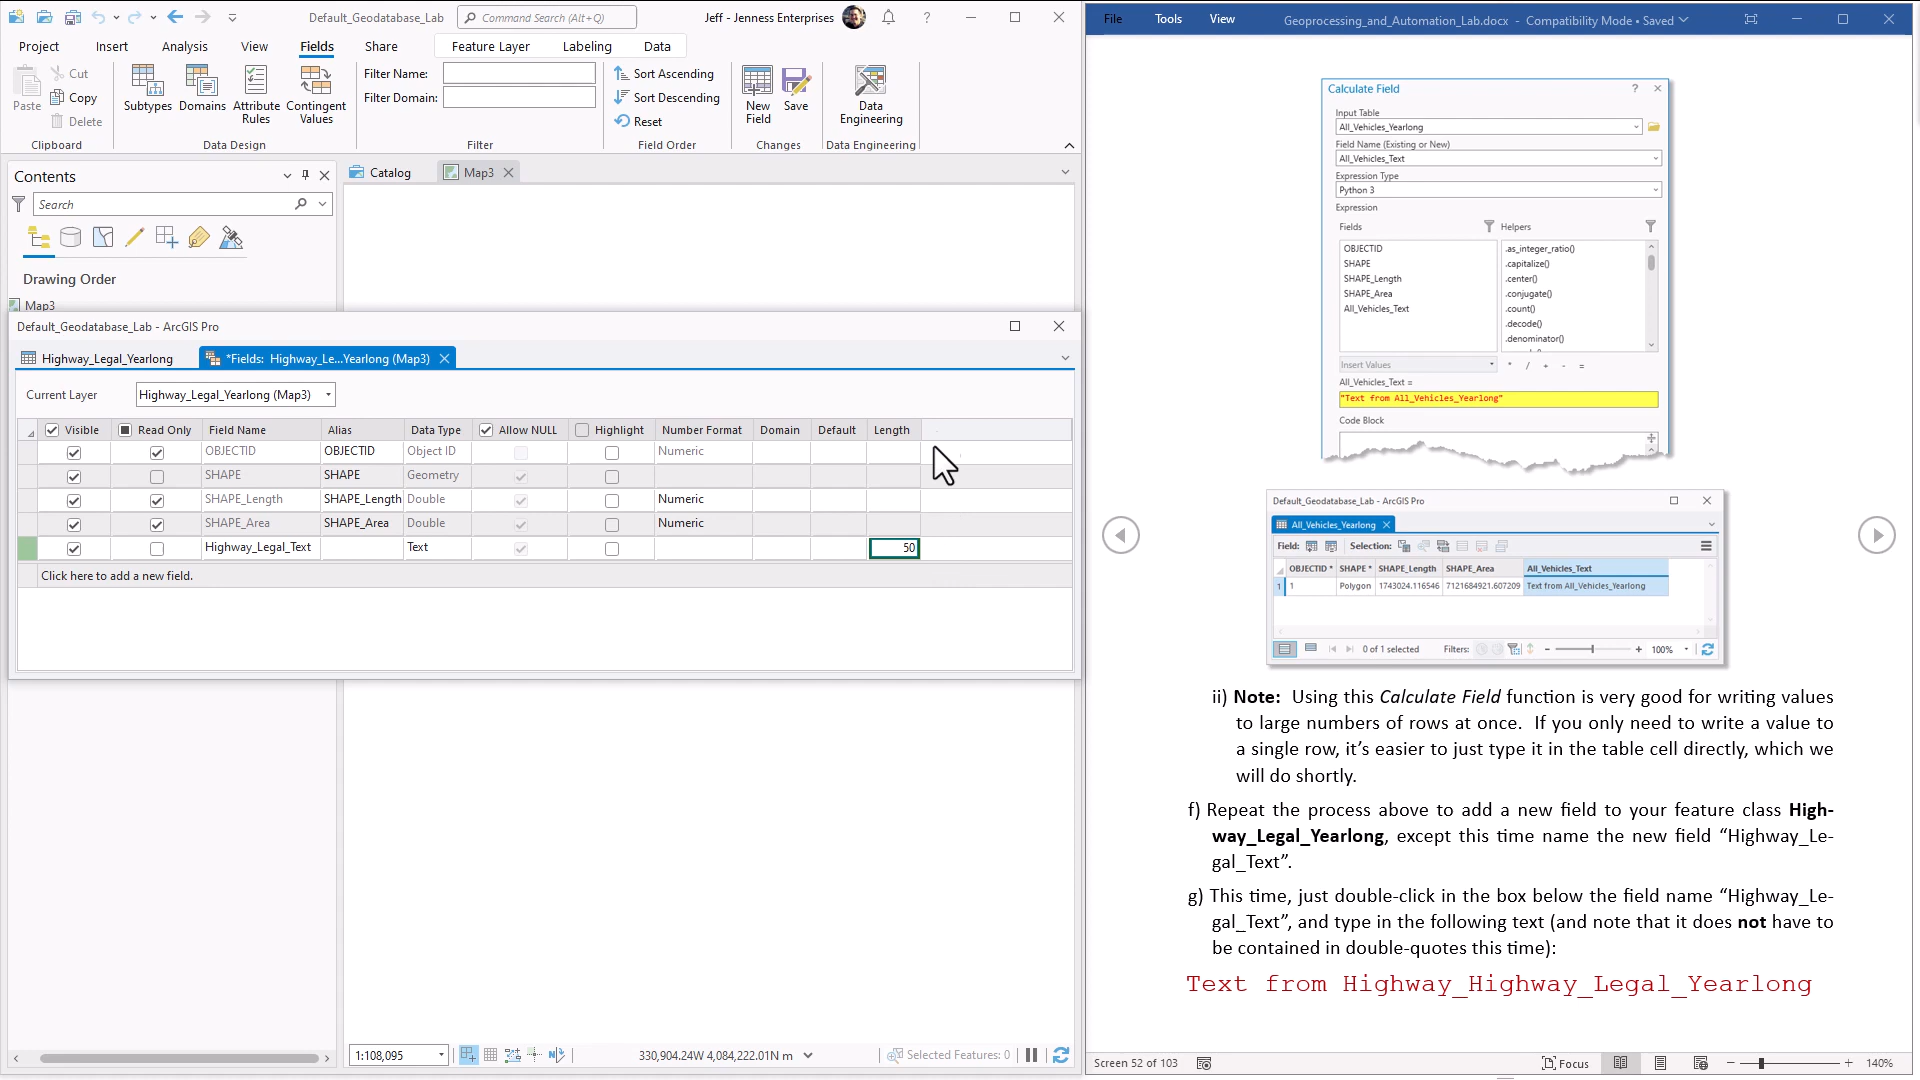 Default_Geodatabase_Lab
Command Search (Alt+Q)
Jeff - Jenness Enterprises
?
Project
Insert
Analysis
View
Fields
Share
Feature Layer
Labeling
Data
Paste
Cut
Copy
Delete
Clipboard
Subtypes
Domains
Attribute Rules
Contingent Values
Data Design
Filter Name:
Filter Domain:
Filter
Sort Ascending
Sort Descending
Reset
Field Order
New Field
Save
Changes
Data Engineering
Data Engineering
Contents
Search
Drawing Order
Map3
Catalog
Map3
Default_Geodatabase_Lab - ArcGIS Pro
Highway_Legal_Yearlong
*Fields: Highway_Le...Yearlong (Map3)
Current Layer
Highway_Legal_Yearlong (Map3)
Visible Read Only Field Name Alias Data Type Allow NULL Highlight Number Format Domain Default Length
OBJECTID OBJECTID Object ID Numeric
SHAPE SHAPE Geometry
SHAPE_Length SHAPE_Length Double Numeric
SHAPE_Area SHAPE_Area Double Numeric
Highway_Legal_Text Text 50
Click here to add a new field.
1:108,095
330,904.24W 4,084,222.01N m
Selected Features: 0
File
Tools
View
Geoprocessing_and_Automation_Lab.docx - Compatibility Mode • Saved
Calculate Field
?
Input Table
All_Vehicles_Yearlong
Field Name (Existing or New)
All_Vehicles_Text
Expression Type
Python 3
Expression
Fields
Helpers
OBJECTID
SHAPE
SHAPE_Length
SHAPE_Area
All_Vehicles_Text
.as_integer_ratio()
.capitalize()
.center()
.conjugate()
.count()
.decode()
.denominator()
Insert Values
* / + - =
All_Vehicles_Text =
"Text from All_Vehicles_Yearlong"
Code Block
Default_Geodatabase_Lab - ArcGIS Pro
All_Vehicles_Yearlong
Field:
Selection:
OBJECTID * SHAPE * SHAPE_Length SHAPE_Area All_Vehicles_Text
1 1 Polygon 1743024.116546 7121684921.607209 Text from All_Vehicles_Yearlong
0 of 1 selected
Filters:
100%
ii) Note: Using this Calculate Field function is very good for writing values
to large numbers of rows at once. If you only need to write a value to
a single row, it’s easier to just type it in the table cell directly, which we
will do shortly.
f) Repeat the process above to add a new field to your feature class High-
way_Legal_Yearlong, except this time name the new field “Highway_Le-
gal_Text”.
g) This time, just double-click in the box below the field name “Highway_Le-
gal_Text”, and type in the following text (and note that it does not have to
be contained in double-quotes this time):
Text from Highway_Highway_Legal_Yearlong
Screen 52 of 103
Focus
140%